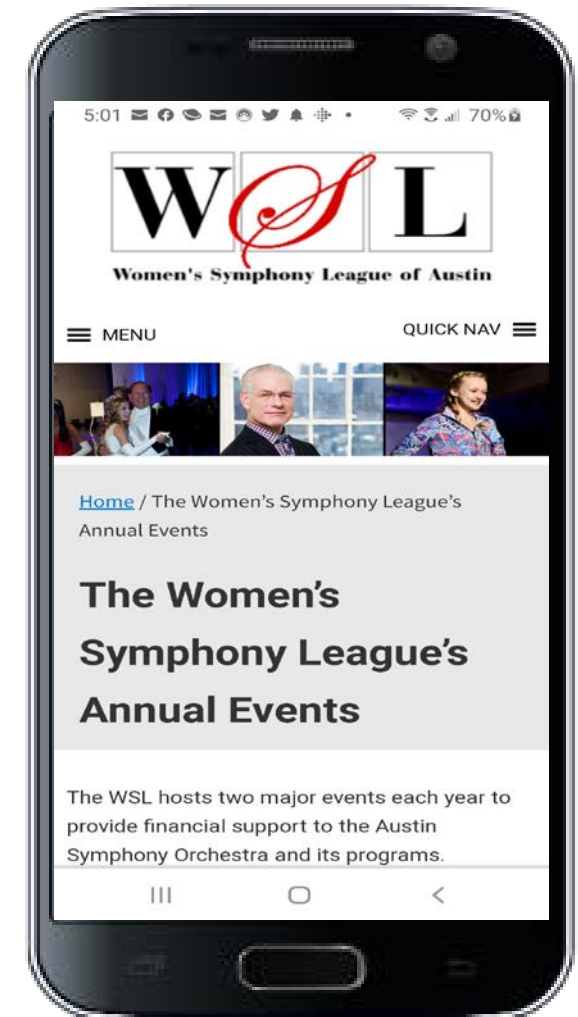 5:01 70%
WSL
Women's Symphony League of Austin
MENU
QUICK NAV
Home / The Women's Symphony League's
Annual Events
The Women's
Symphony League's
Annual Events
The WSL hosts two major events each year to
provide financial support to the Austin
Symphony Orchestra and its programs.